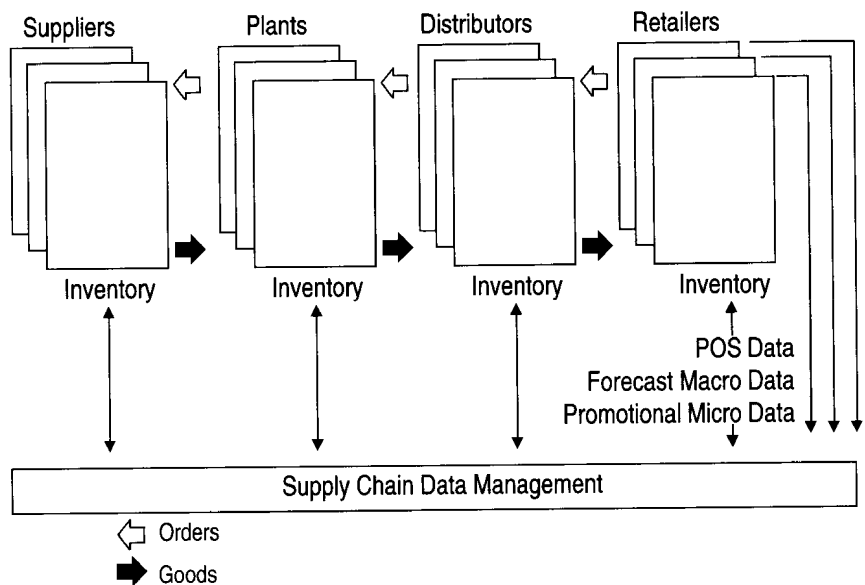 Suppliers
Plants
Distributors
Retailers
Inventory
Inventory
Inventory
Inventory
POS Data
Forecast Macro Data
Promotional Micro Data
Supply Chain Data Management
Orders
Goods